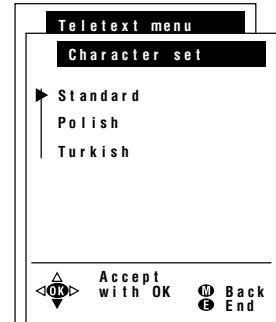 Teletext menu
Character set
Standard
Polish
Turkish
Accept
OK with OK M Back
E End